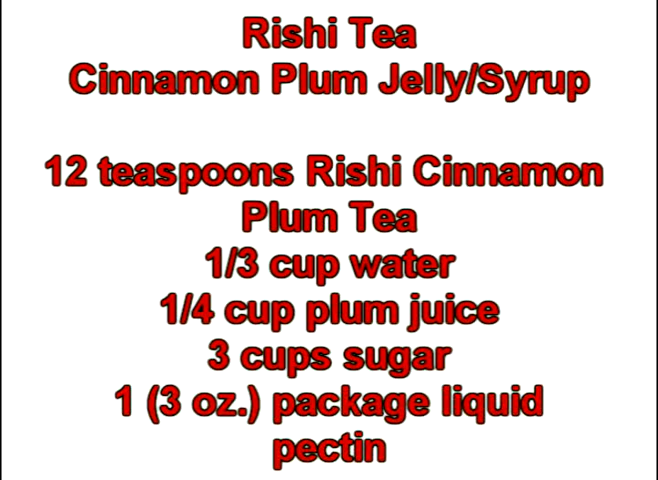 Rishi Tea
Cinnamon Plum Jelly/Syrup
12 teaspoons Rishi Cinnamon
Plum Tea
1/3 cup water
1/4 cup plum juice
3 cups sugar
1 (3 oz.) package liquid
pectin